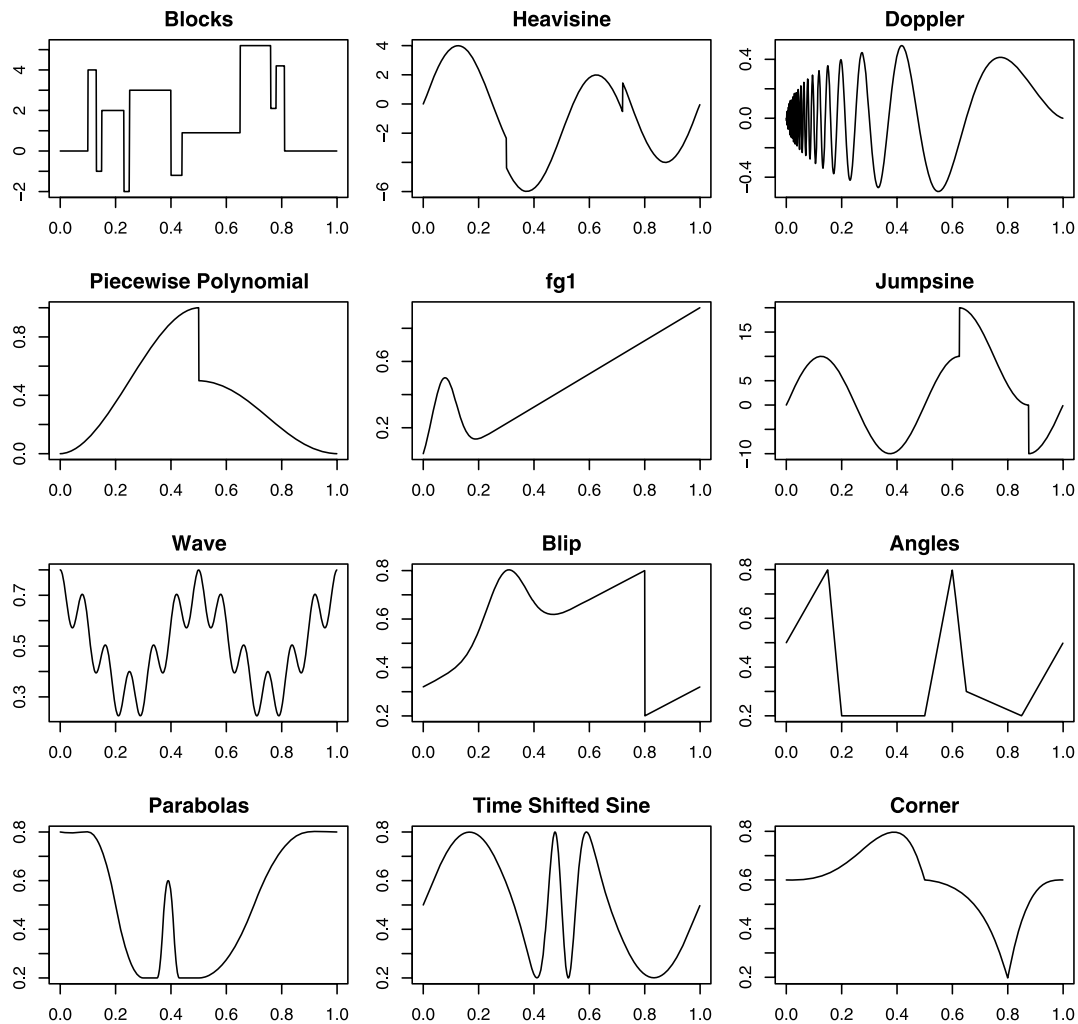 Blocks Heavisine Doppler
4 2 0 −2
4 2 0 −2 −6
0.4 0.0 −0.4
0.0 0.2 0.4 0.6 0.8 1.0 0.0 0.2 0.4 0.6 0.8 1.0 0.0 0.2 0.4 0.6 0.8 1.0
Piecewise Polynomial fg1 Jumpsine
0.8 0.4 0.0
0.6 0.2
15 5 0 −10
0.0 0.2 0.4 0.6 0.8 1.0 0.0 0.2 0.4 0.6 0.8 1.0 0.0 0.2 0.4 0.6 0.8 1.0
Wave Blip Angles
0.7 0.5 0.3
0.8 0.6 0.4 0.2
0.8 0.6 0.4 0.2
0.0 0.2 0.4 0.6 0.8 1.0 0.0 0.2 0.4 0.6 0.8 1.0 0.0 0.2 0.4 0.6 0.8 1.0
Parabolas Time Shifted Sine Corner
0.8 0.6 0.4 0.2
0.8 0.6 0.4 0.2
0.8 0.6 0.4 0.2
0.0 0.2 0.4 0.6 0.8 1.0 0.0 0.2 0.4 0.6 0.8 1.0 0.0 0.2 0.4 0.6 0.8 1.0